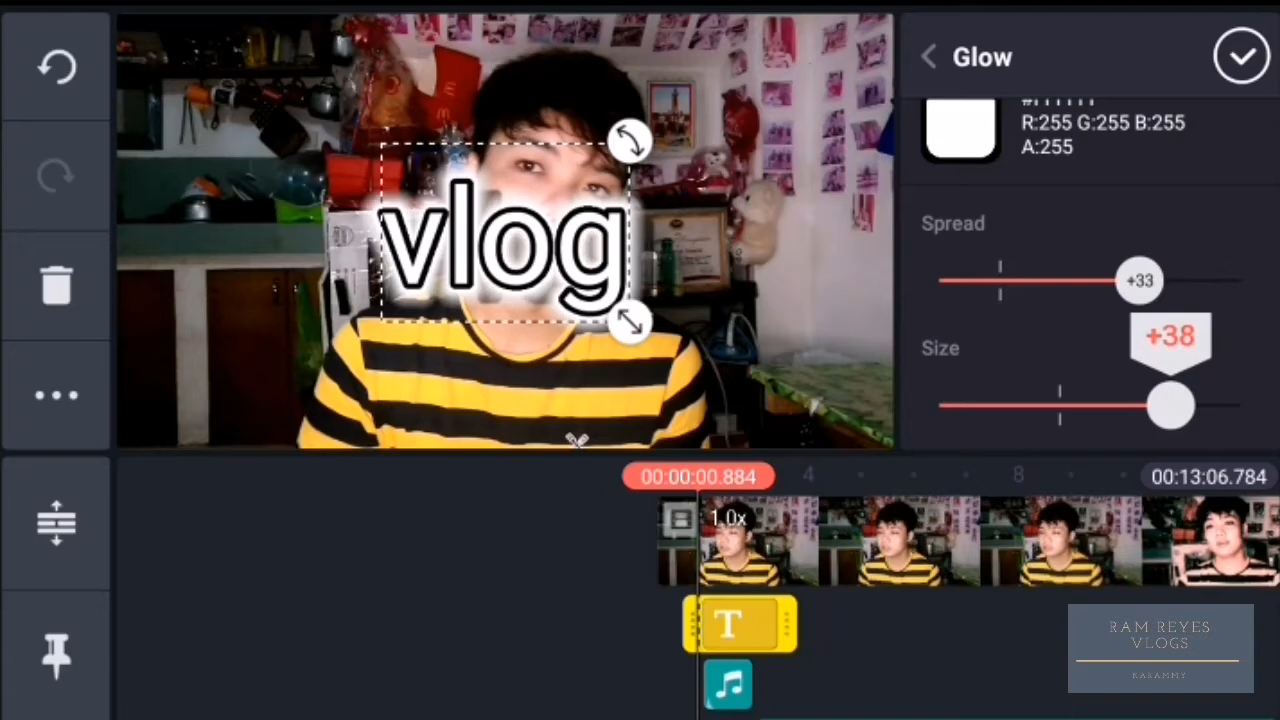 Glow
R:255 G:255 B:255
A:255
Spread
+33
+38
Size
vlog
00:00:00.884
4
8
00:13:06.784
1.0x
T
RAM REYES
VLOGS
KASAMMY